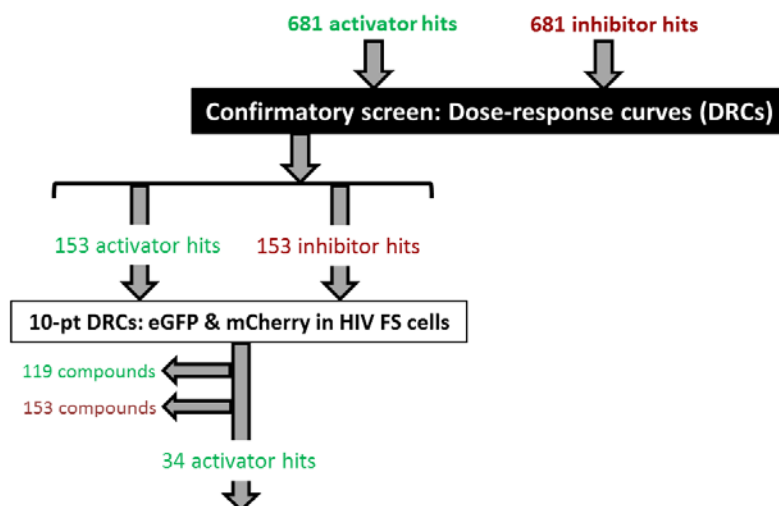 681 activator hits 681 inhibitor hits
Confirmatory screen: Dose-response curves (DRCs)
153 activator hits 153 inhibitor hits
10-pt DRCs: eGFP & mCherry in HIV FS cells
119 compounds
153 compounds
34 activator hits